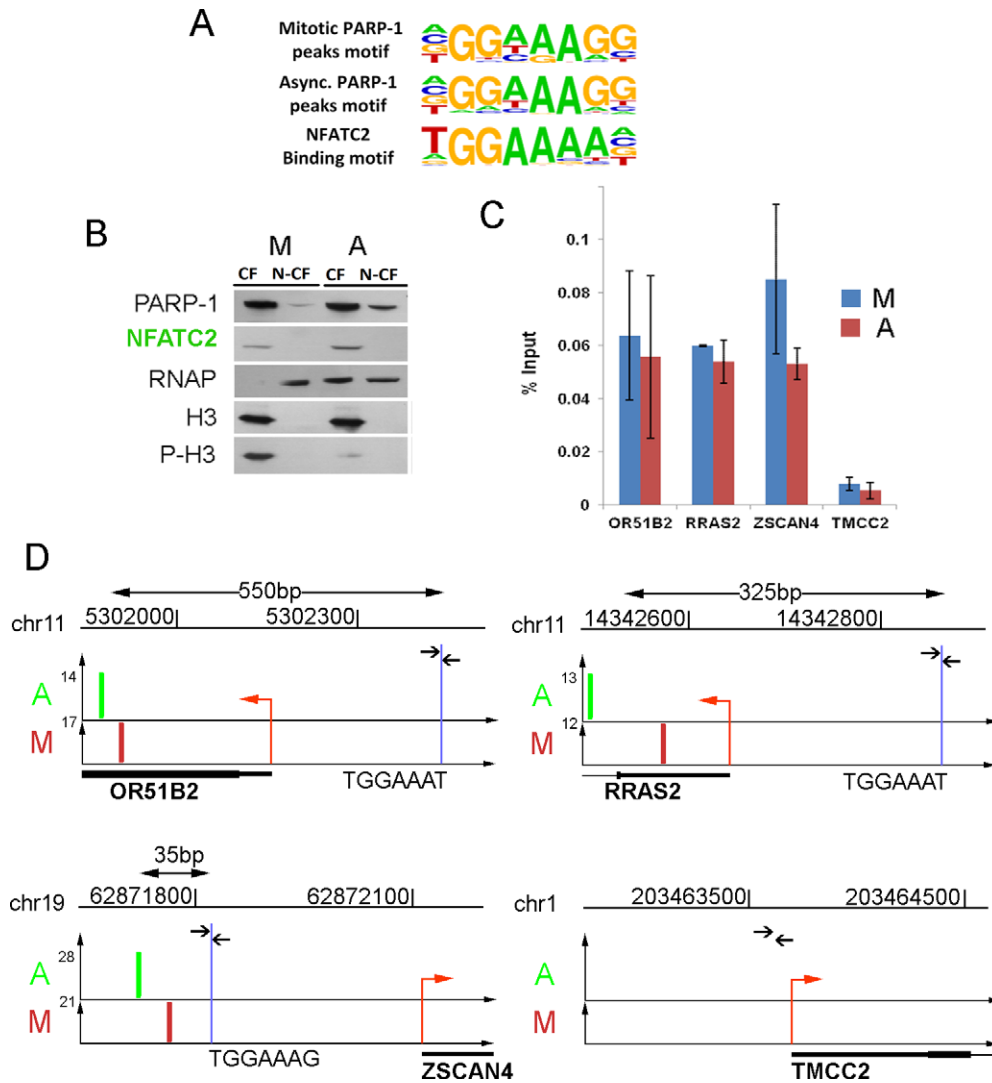 A
Mitotic PARP-1
peaks motif
Async. PARP-1
peaks motif
NFATC2
Binding motif
TGGAAAA
B
M A
CF N-CF CF N-CF
PARP-1
NFATC2
RNAP
H3
P-H3
C
% Input
0.1
0.08
0.06
0.04
0.02
0
M
A
OR51B2 RRAS2 ZSCAN4 TMCC2
D
550bp
chr11 5302000 5302300
A 14
M 17
TGGAAAT
OR51B2
325bp
chr11 14342600 14342800
A 13
M 12
TGGAAAT
RRAS2
35bp
chr19 62871800 62872100
A 28
M 21
TGGAAAG
ZSCAN4
chr1 203463500 203464500
A
M
TMCC2